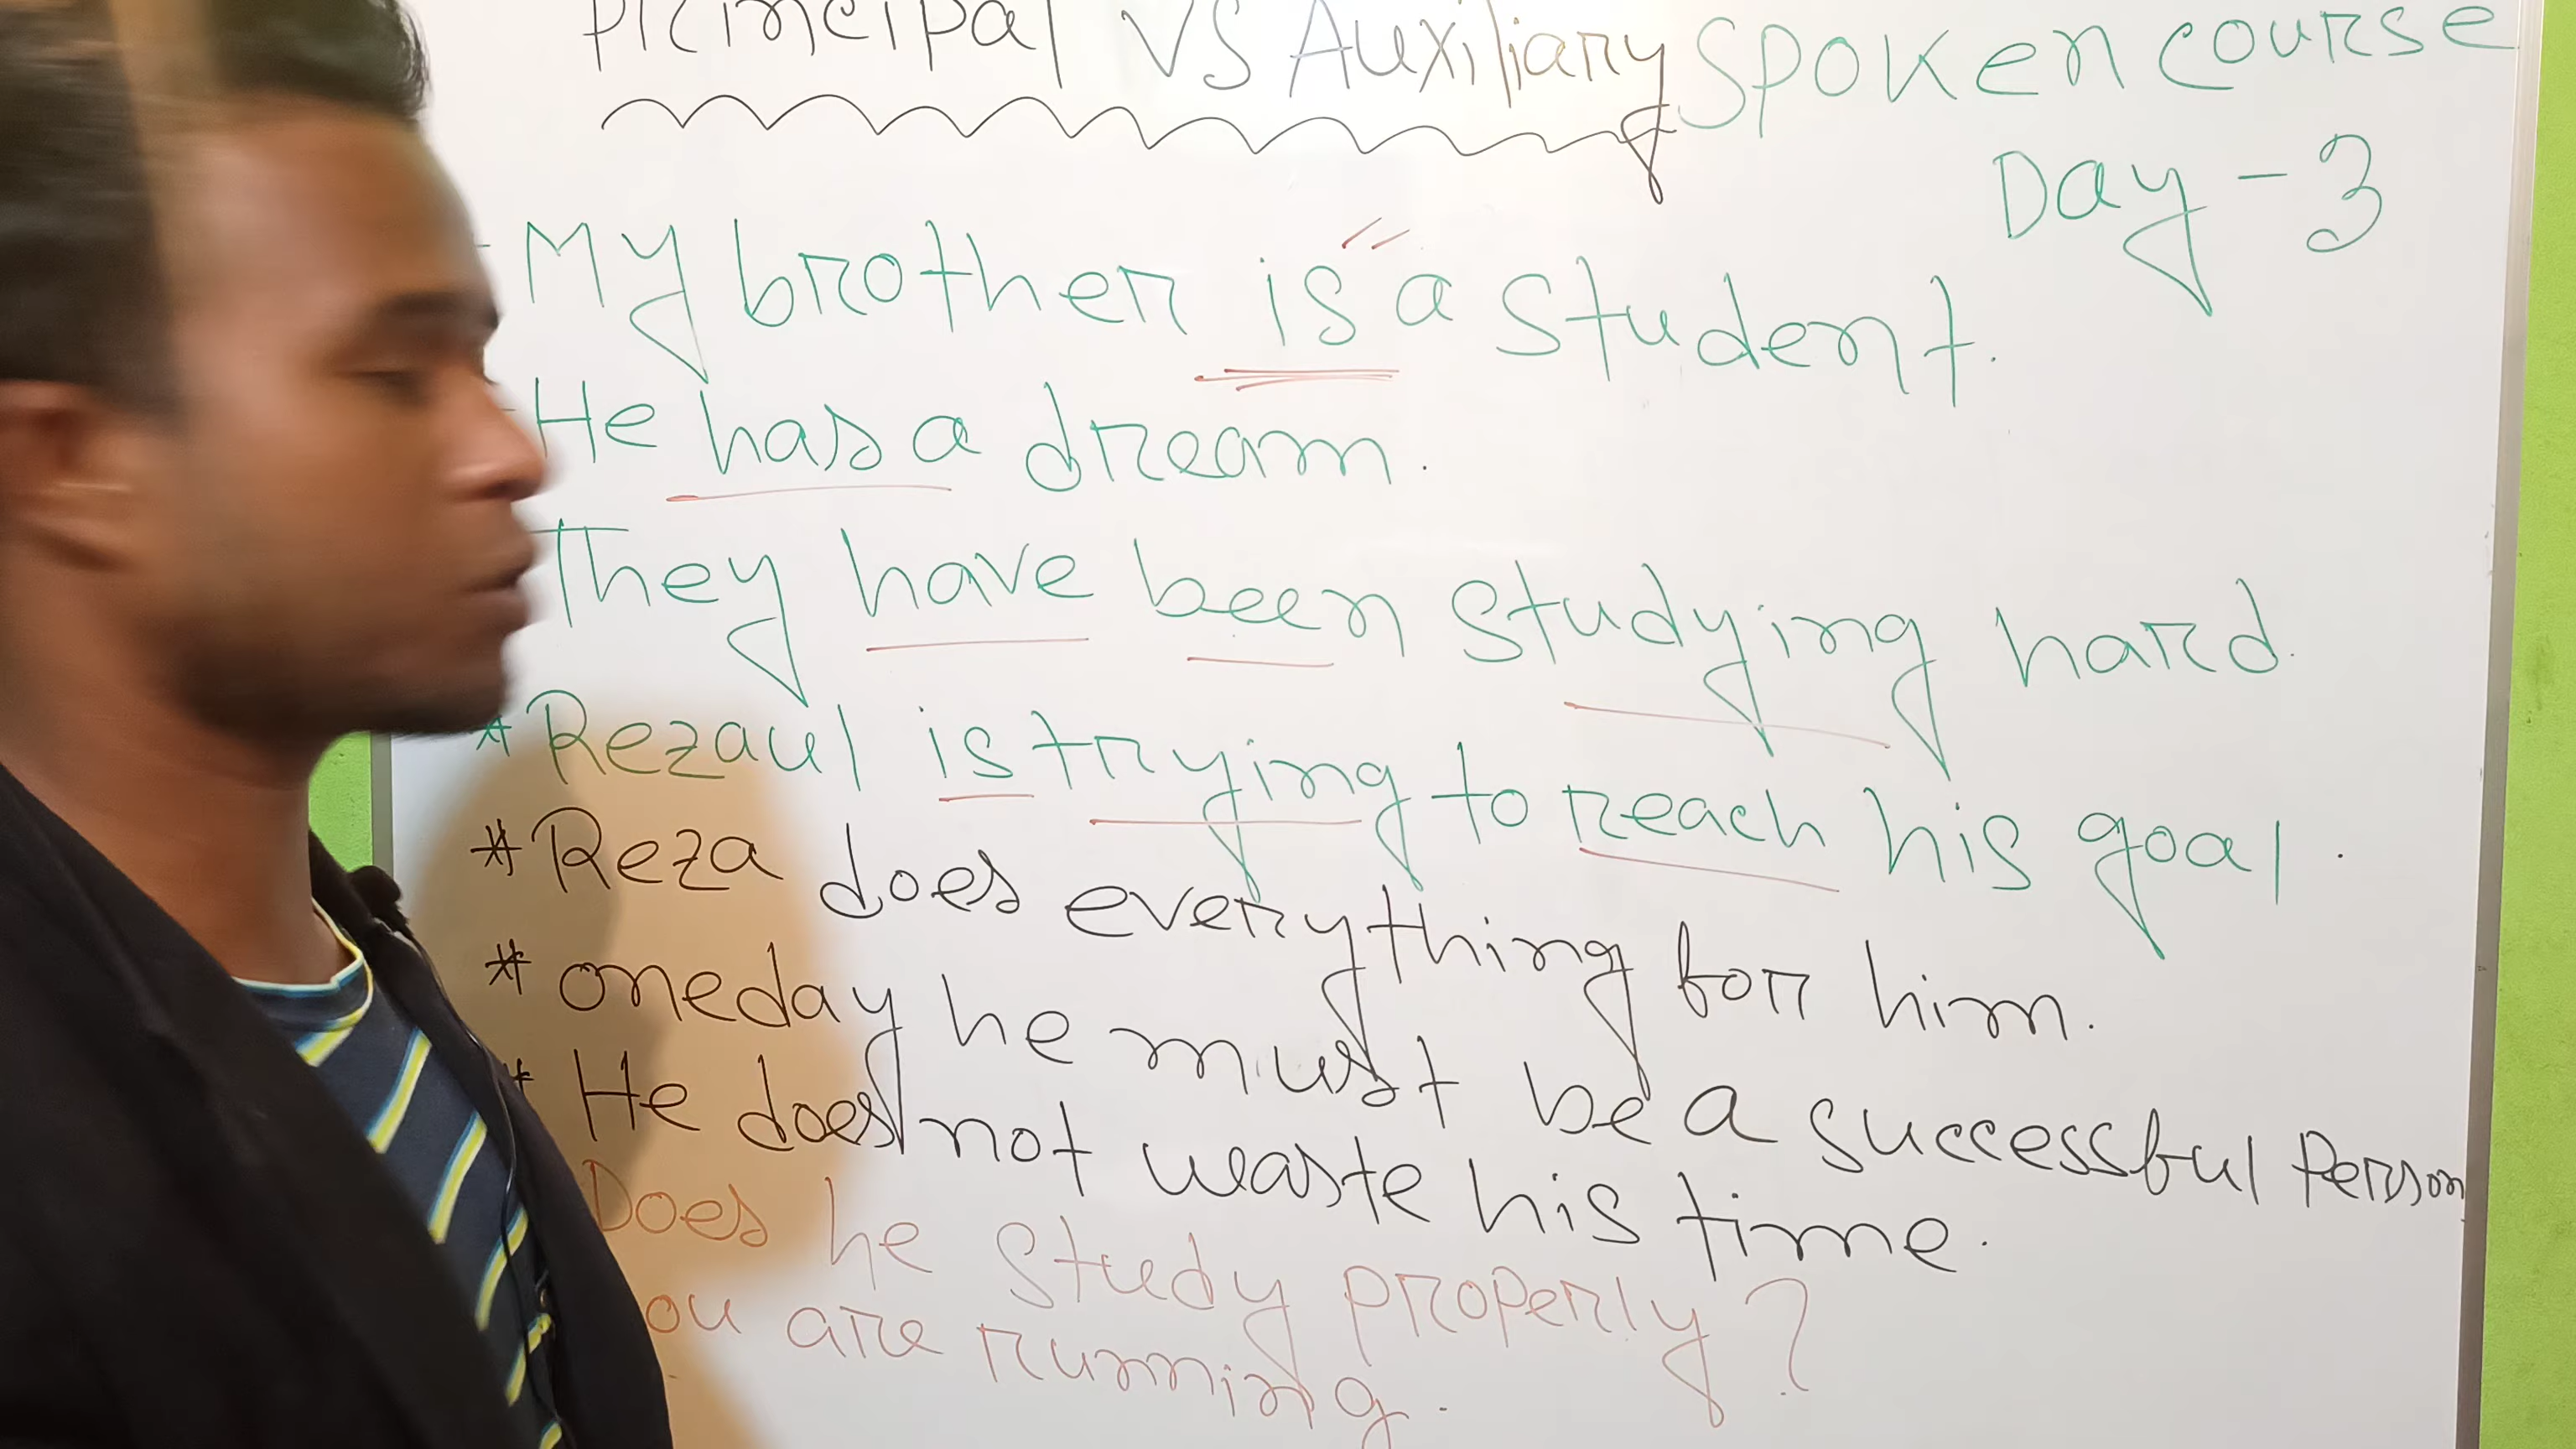 Principal VS Auxiliary Spoken course
Day-3
My brother is a student.
He has a dream.
They have been studying hard.
* Rezaul is trying to reach his goal.
* Reza does everything for him.
* oneday he must be a successful Person
* He does not waste his time.
Does he study properly?
ou are running.